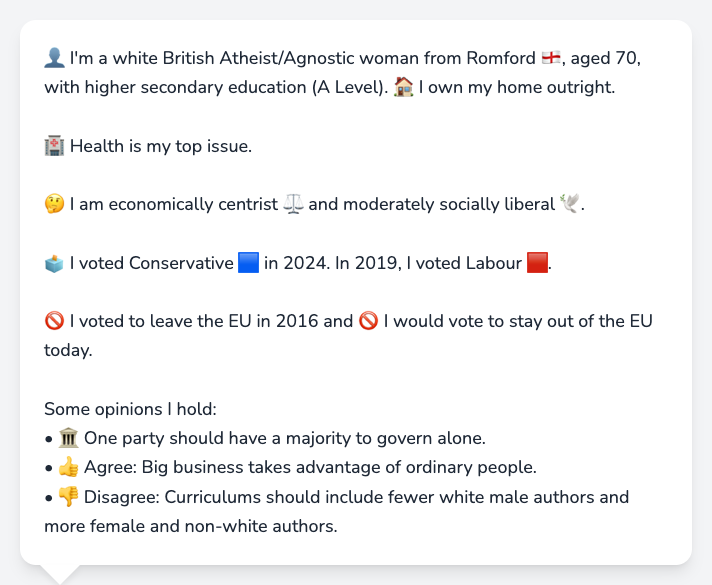 👤 I'm a white British Atheist/Agnostic woman from Romford 🏴󠁧󠁢󠁥󠁮󠁧󠁿, aged 70,
with higher secondary education (A Level). 🏠 I own my home outright.
🏥 Health is my top issue.
🤔 I am economically centrist ⚖️ and moderately socially liberal 🕊️.
🗳️ I voted Conservative 🟦 in 2024. In 2019, I voted Labour 🟥.
🚫 I voted to leave the EU in 2016 and 🚫 I would vote to stay out of the EU
today.
Some opinions I hold:
• 🏛️ One party should have a majority to govern alone.
• 👍 Agree: Big business takes advantage of ordinary people.
• 👎 Disagree: Curriculums should include fewer white male authors and
more female and non-white authors.